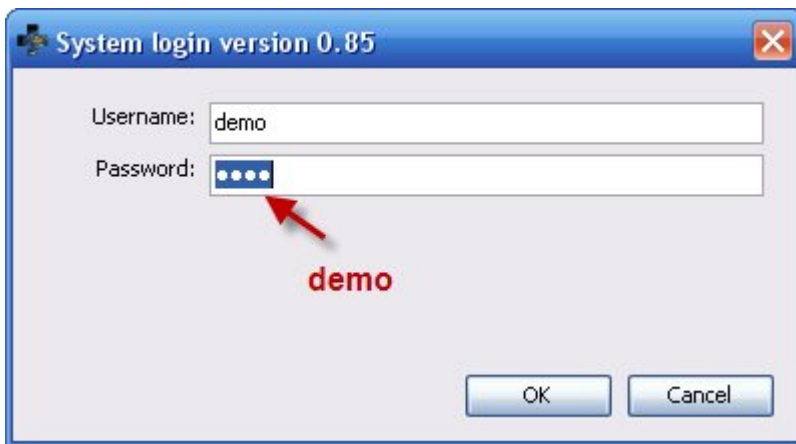 System login version 0.85
Username: demo
Password: ••••
demo
OK Cancel